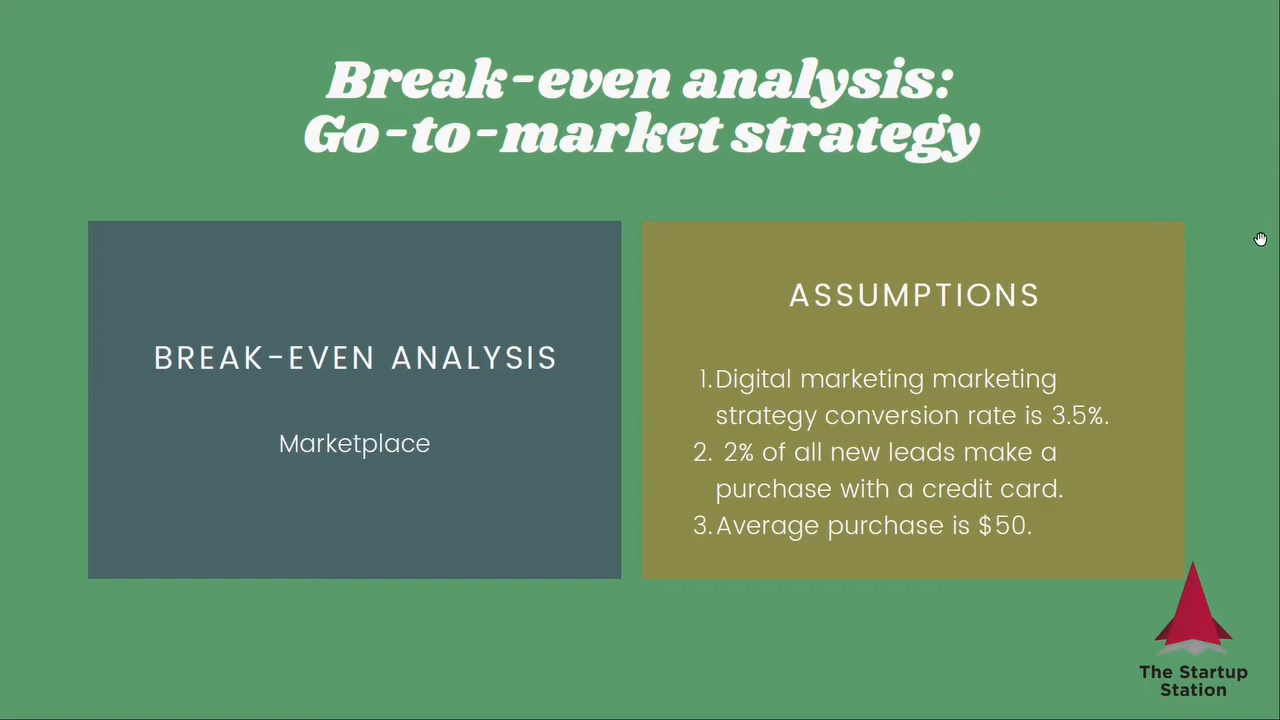 Break-even analysis:
Go-to-market strategy
BREAK-EVEN ANALYSIS
Marketplace
ASSUMPTIONS
1. Digital marketing marketing
strategy conversion rate is 3.5%.
2. 2% of all new leads make a
purchase with a credit card.
3. Average purchase is $50.
The Startup
Station